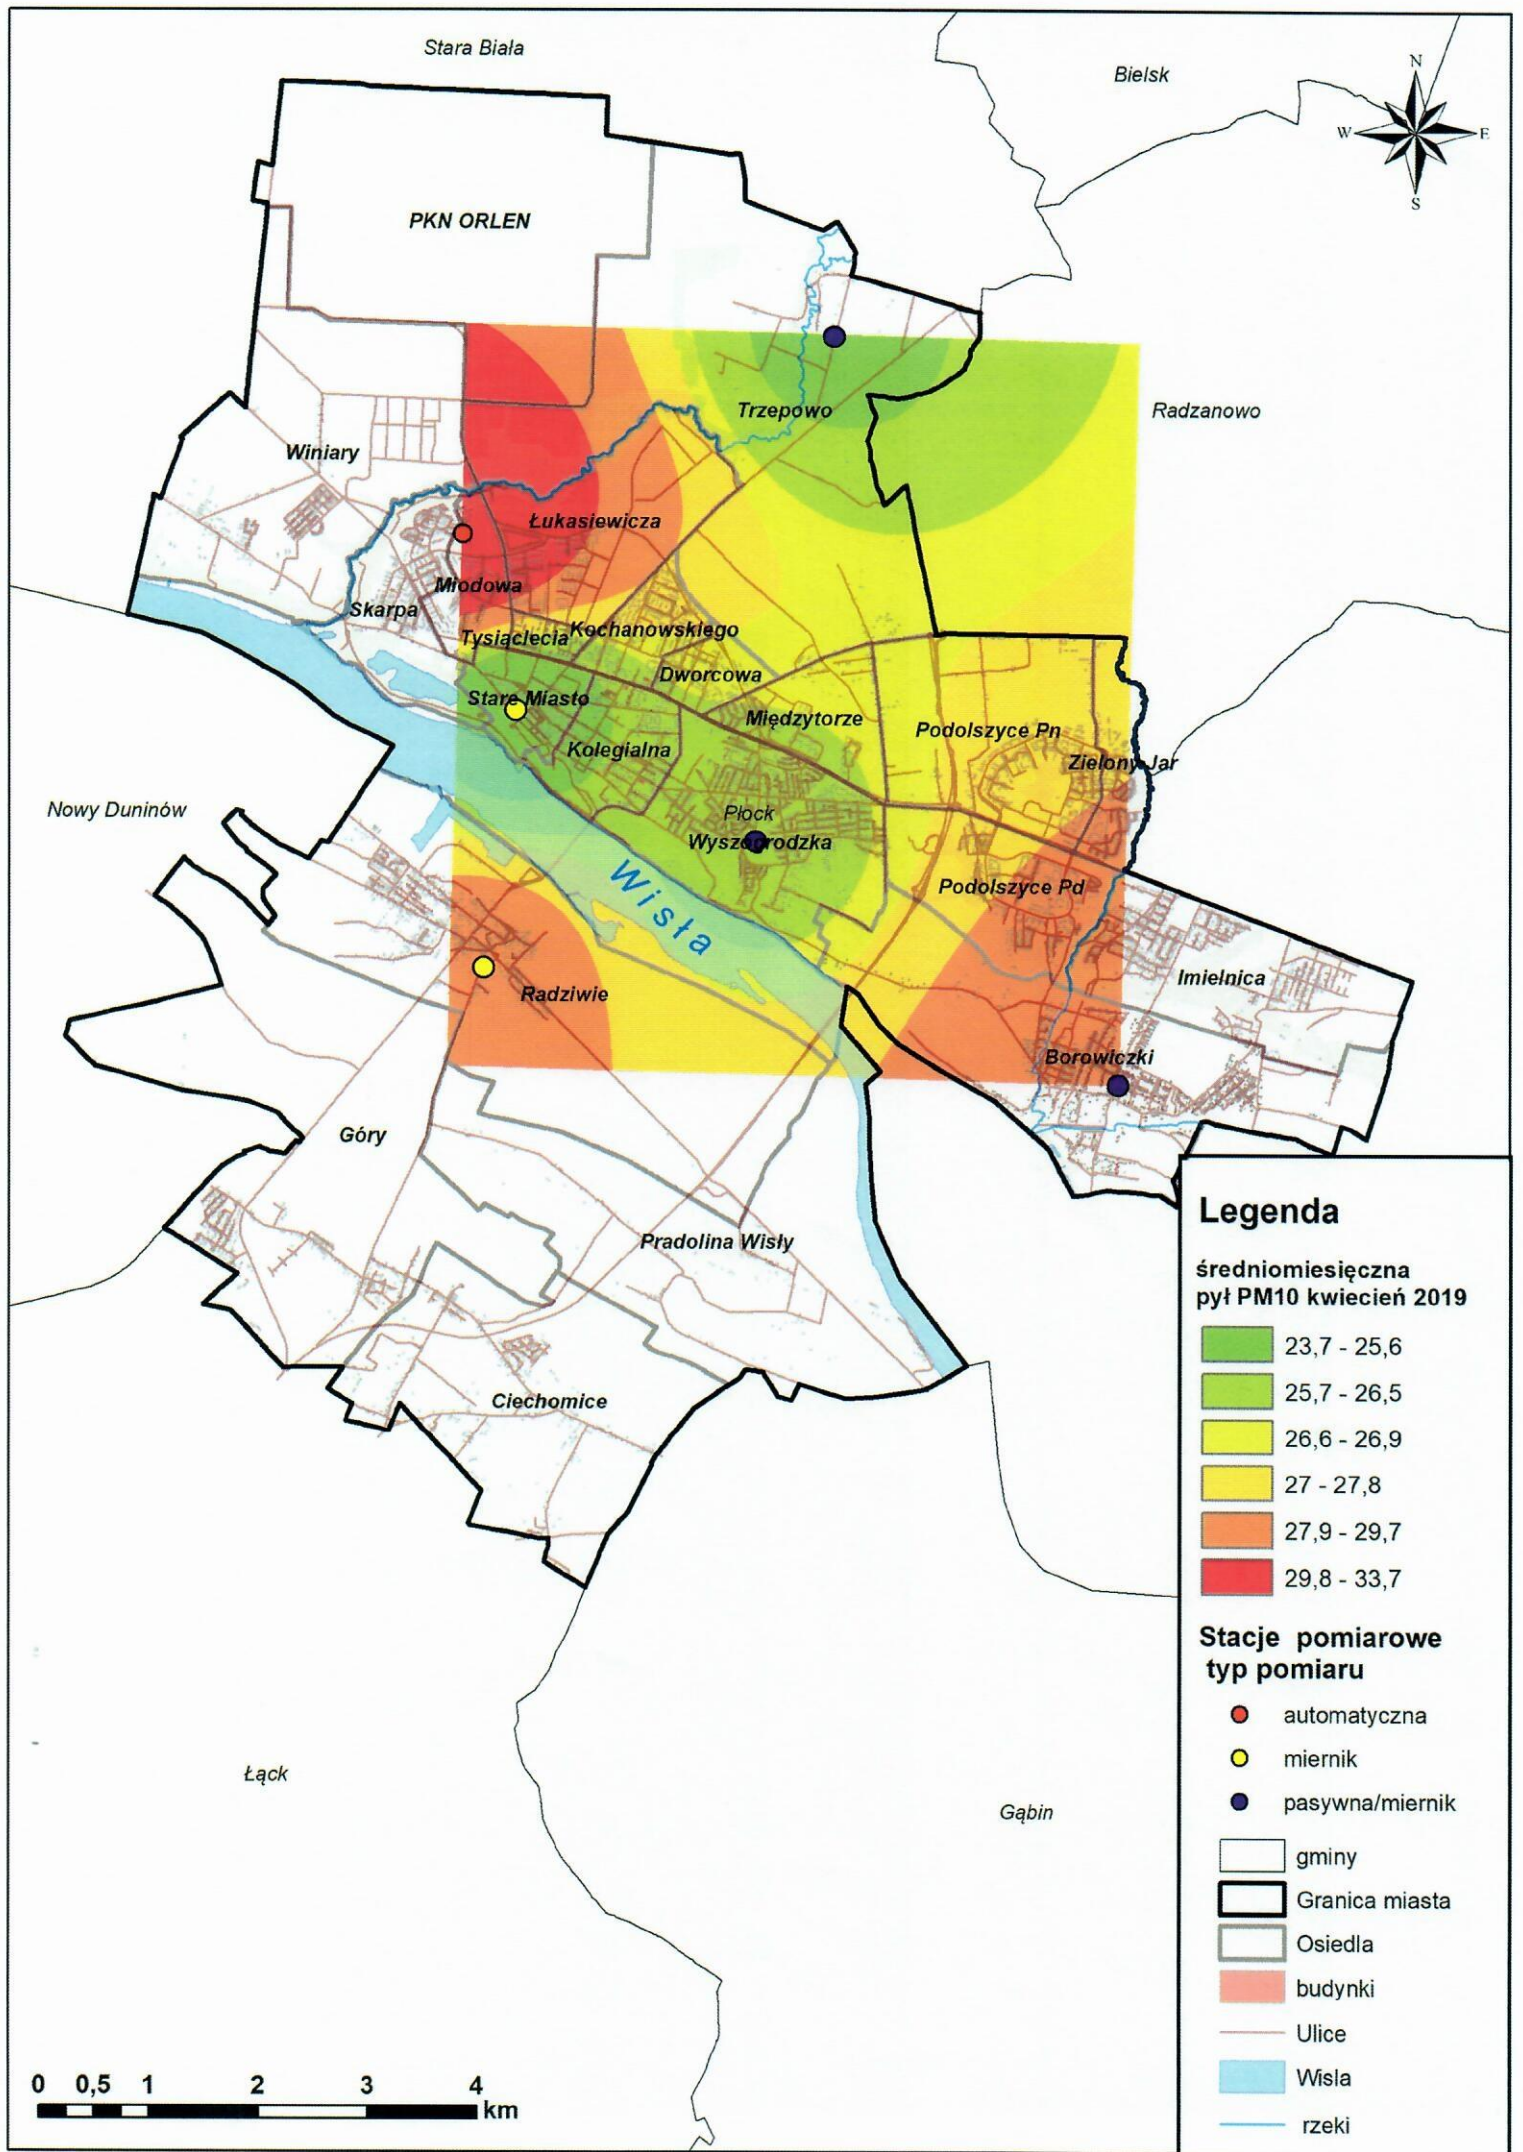 Stara Biała
Bielsk
N
W E
S
PKN ORLEN
Trzepowo
Radzanowo
Winiary
Łukasiewicza
Miodowa
Skarpa
Tysiąclecia
Kochanowskiego
Dworcowa
Stare Miasto
Międzytorze
Podolszyce Pn
Kolegialna
Zielony Jar
Nowy Duninów
Płock
Wyszogrodzka
Podolszyce Pd
Wisła
Imielnica
Radziwie
Borowiczki
Góry
Pradolina Wisły
Ciechomice
Łąck
Gąbin
Legenda
średniomiesięczna
pył PM10 kwiecień 2019
23,7 - 25,6
25,7 - 26,5
26,6 - 26,9
27 - 27,8
27,9 - 29,7
29,8 - 33,7
Stacje pomiarowe
typ pomiaru
automatyczna
miernik
pasywna/miernik
gminy
Granica miasta
Osiedla
budynki
Ulice
Wisla
rzeki
0 0,5 1 2 3 4
km